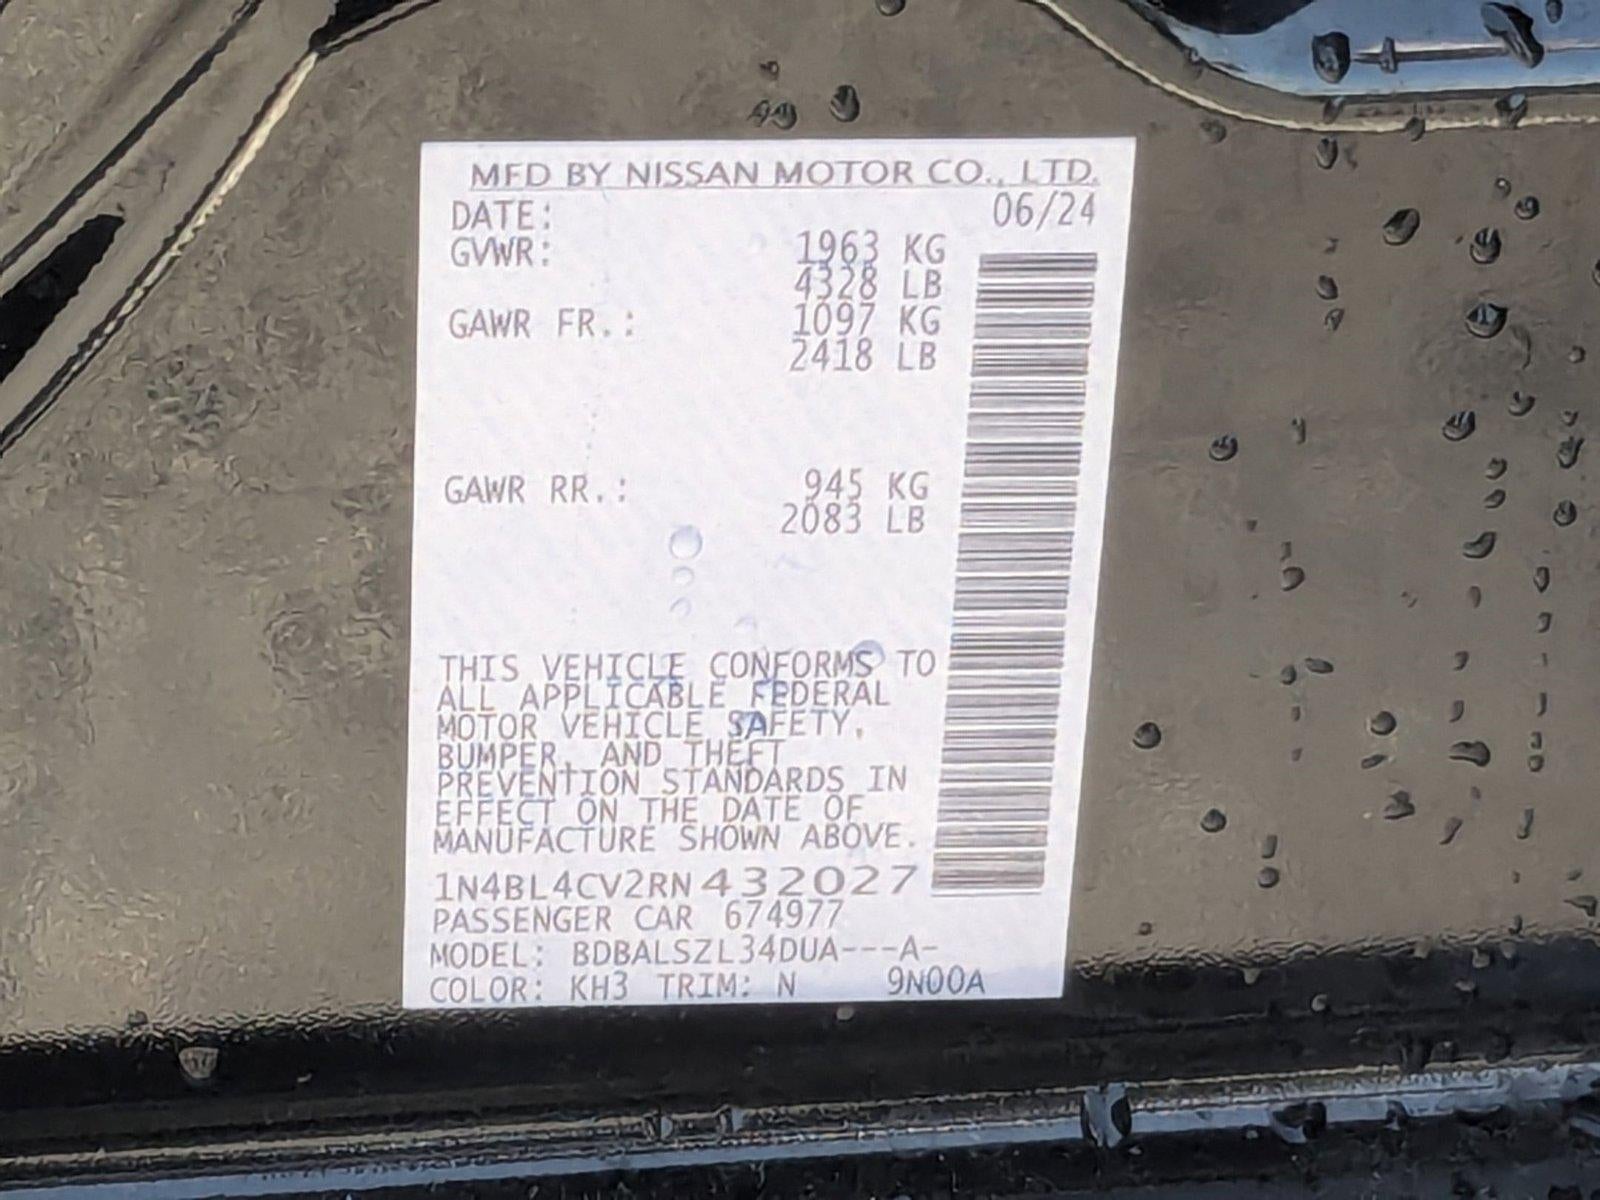 MFD BY NISSAN MOTOR CO., LTD.
DATE: 06/24
GVWR: 1963 KG
4328 LB
GAWR FR.: 1097 KG
2418 LB
GAWR RR.: 945 KG
2083 LB
THIS VEHICLE CONFORMS TO
ALL APPLICABLE FEDERAL
MOTOR VEHICLE SAFETY,
BUMPER, AND THEFT
PREVENTION STANDARDS IN
EFFECT ON THE DATE OF
MANUFACTURE SHOWN ABOVE.
1N4BL4CV2RN432027
PASSENGER CAR 674977
MODEL: BDBALSZL34DUA---A-
COLOR: KH3 TRIM: N 9N00A